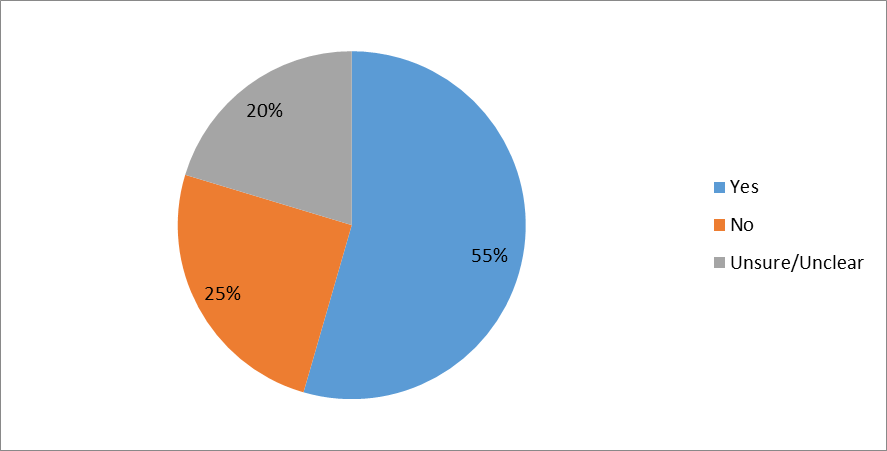 20%
55%
25%
Yes
No
Unsure/Unclear